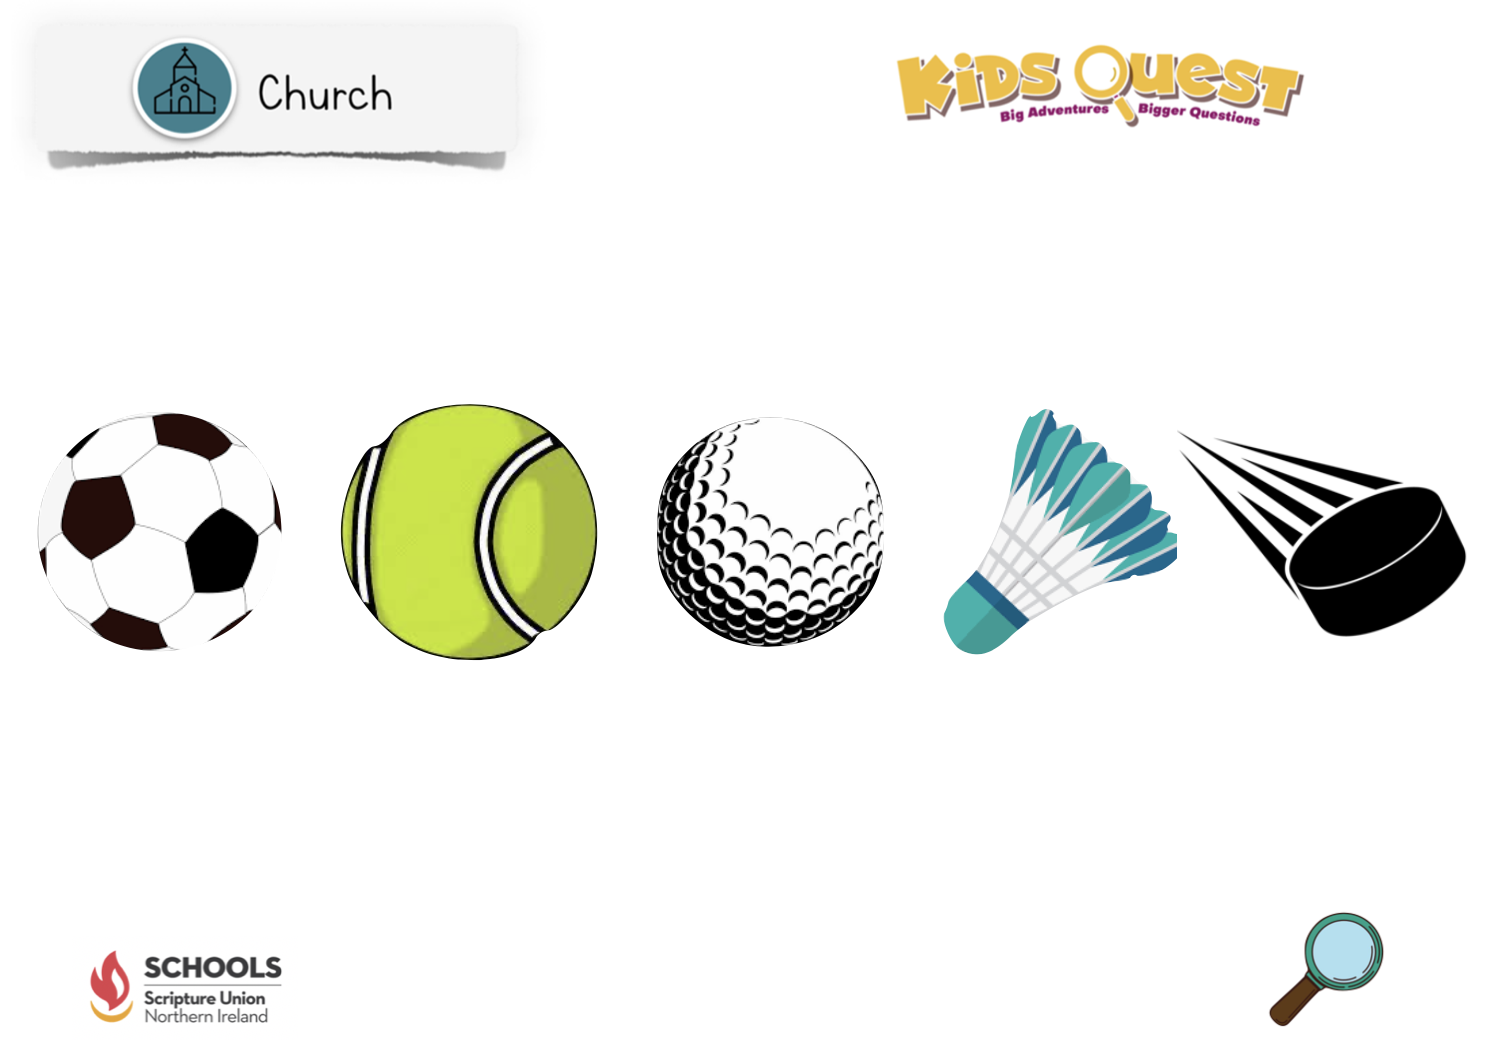 Church
KiDS QUEST
Big Adventures Bigger Questions
SCHOOLS
Scripture Union
Northern Ireland